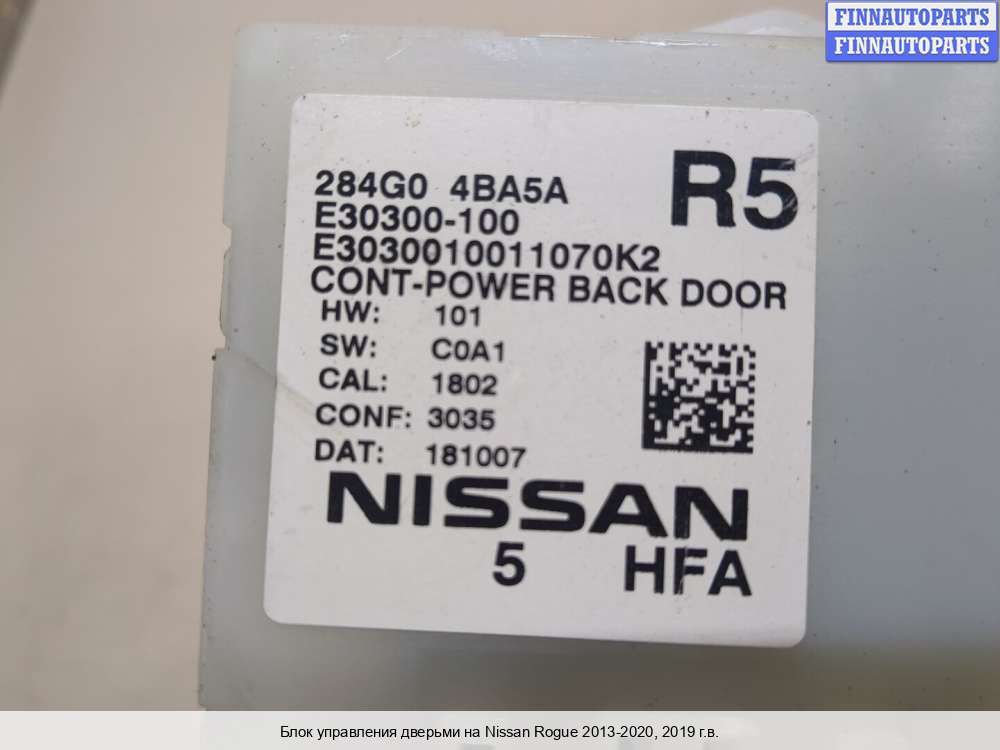 FINNAUTOPARTS
FINNAUTOPARTS
284G0 4BA5A
R5
E30300-100
E3030010011070K2
CONT-POWER BACK DOOR
HW: 101
SW: C0A1
CAL: 1802
CONF: 3035
DAT: 181007
NISSAN
5 HFA
Блок управления дверьми на Nissan Rogue 2013-2020, 2019 г.в.